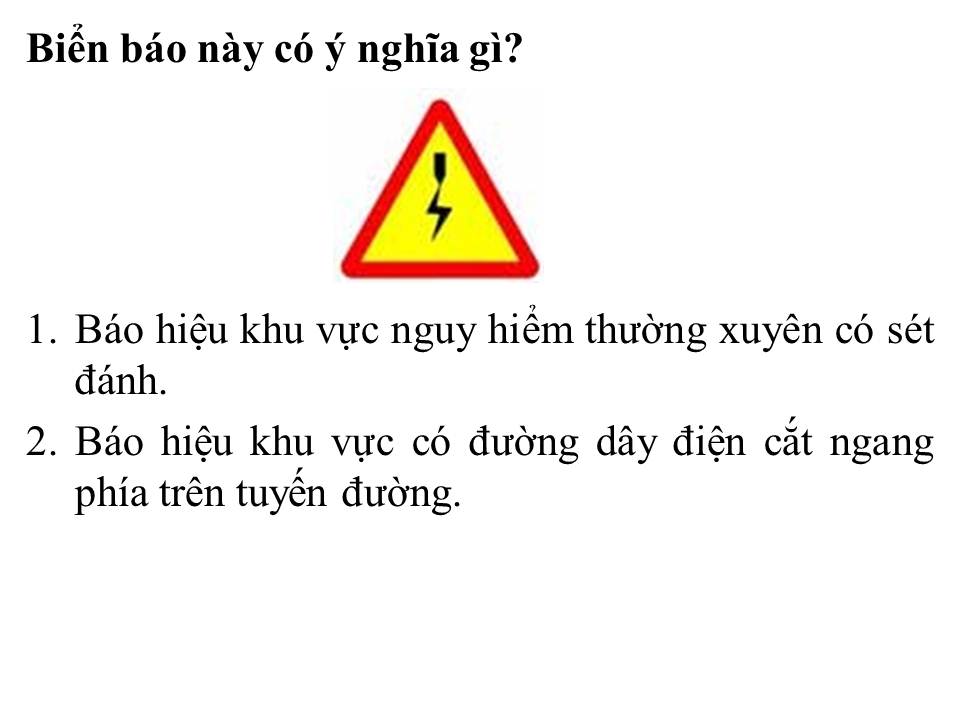 Biển báo này có ý nghĩa gì?
1. Báo hiệu khu vực nguy hiểm thường xuyên có sét
đánh.
2. Báo hiệu khu vực có đường dây điện cắt ngang
phía trên tuyến đường.